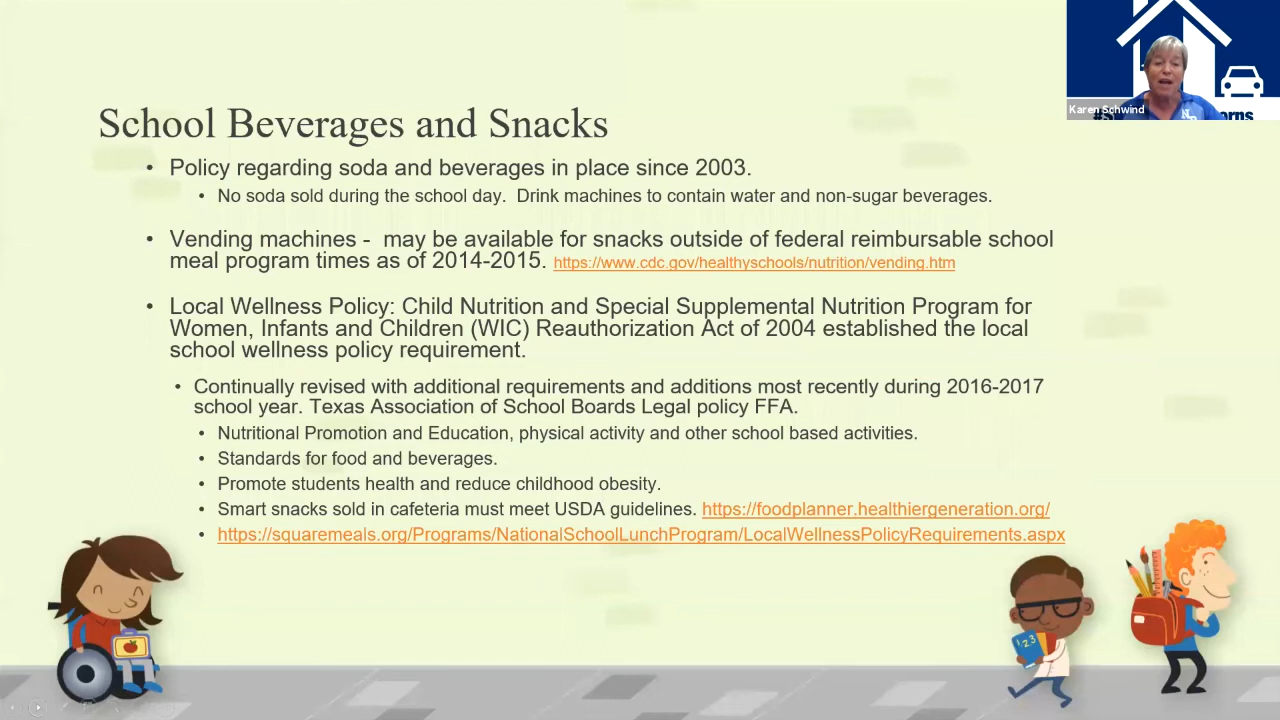 School Beverages and Snacks
• Policy regarding soda and beverages in place since 2003.
• No soda sold during the school day.  Drink machines to contain water and non-sugar beverages.
• Vending machines -  may be available for snacks outside of federal reimbursable school
meal program times as of 2014-2015. https://www.cdc.gov/healthyschools/nutrition/vending.htm
• Local Wellness Policy: Child Nutrition and Special Supplemental Nutrition Program for
Women, Infants and Children (WIC) Reauthorization Act of 2004 established the local
school wellness policy requirement.
• Continually revised with additional requirements and additions most recently during 2016-2017
school year. Texas Association of School Boards Legal policy FFA.
• Nutritional Promotion and Education, physical activity and other school based activities.
• Standards for food and beverages.
• Promote students health and reduce childhood obesity.
• Smart snacks sold in cafeteria must meet USDA guidelines. https://foodplanner.healthiergeneration.org/
• https://squaremeals.org/Programs/NationalSchoolLunchProgram/LocalWellnessPolicyRequirements.aspx
Karen Schwind
1 2 3